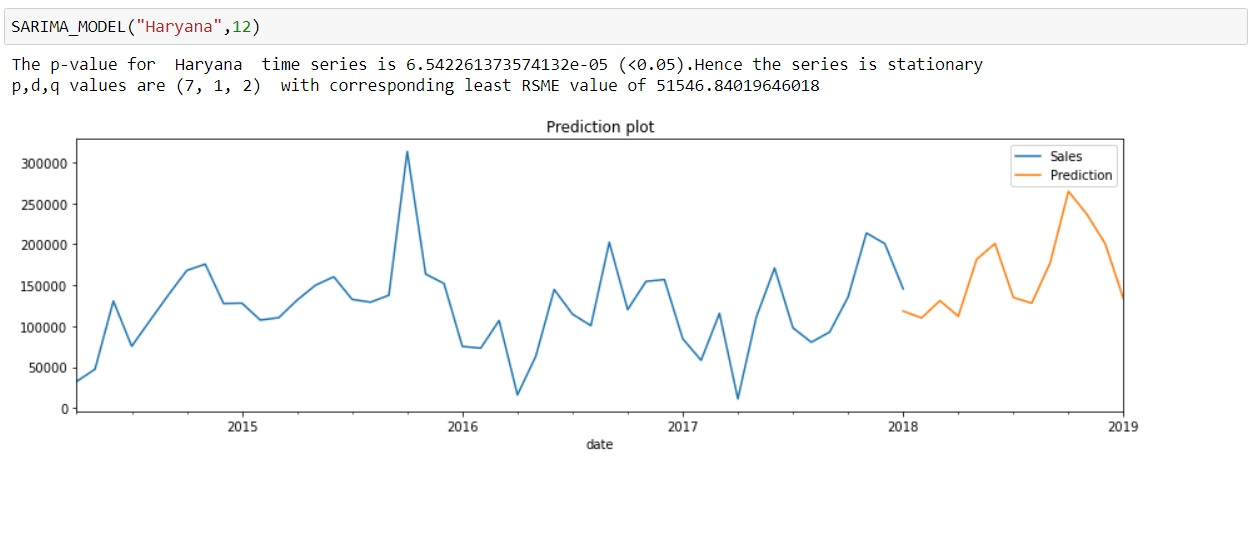 SARIMA_MODEL("Haryana",12)
The p-value for  Haryana  time series is 6.542261373574132e-05 (<0.05).Hence the series is stationary
p,d,q values are (7, 1, 2)  with corresponding least RSME value of 51546.84019646018
Prediction plot
Sales
Prediction
300000
250000
200000
150000
100000
50000
0
2015
2016
2017
2018
2019
date